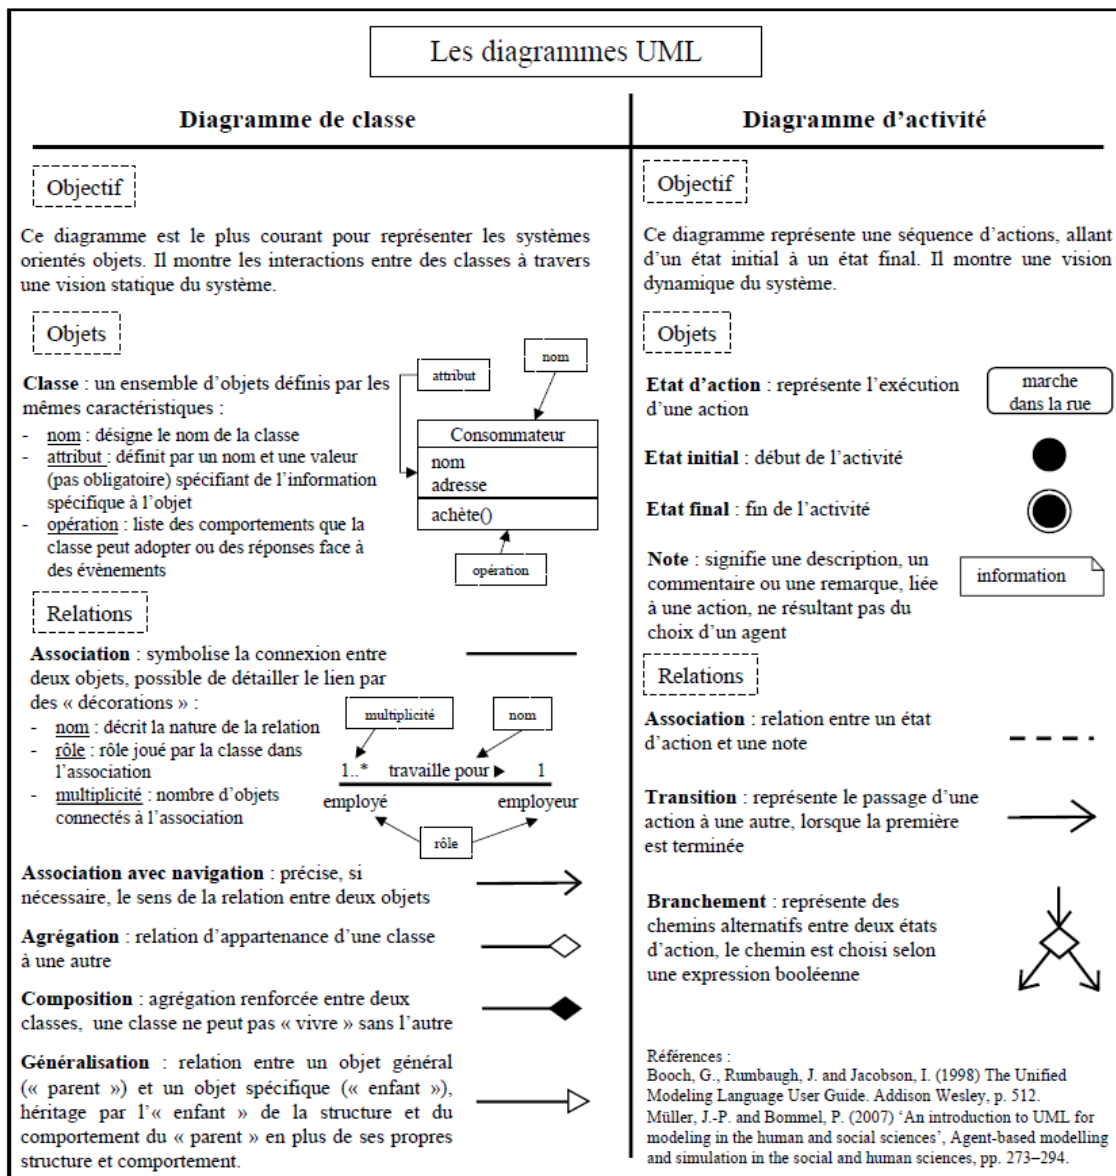 Les diagrammes UML
Diagramme de classe
Objectif
Ce diagramme est le plus courant pour représenter les systèmes
orientés objets. Il montre les interactions entre des classes à travers
une vision statique du système.
Objets
Classe : un ensemble d’objets définis par les
mêmes caractéristiques :
- nom : désigne le nom de la classe
- attribut : définit par un nom et une valeur
(pas obligatoire) spécifiant de l’information
spécifique à l’objet
- opération : liste des comportements que la
classe peut adopter ou des réponses face à
des évènements
attribut
nom
Consommateur
nom
adresse
achète()
opération
Relations
Association : symbolise la connexion entre
deux objets, possible de détailler le lien par
des « décorations » :
- nom : décrit la nature de la relation
- rôle : rôle joué par la classe dans
l’association
- multiplicité : nombre d’objets
connectés à l’association
multiplicité
nom
1..* travaille pour ▶ 1
employé employeur
rôle
Association avec navigation : précise, si
nécessaire, le sens de la relation entre deux objets
Agrégation : relation d’appartenance d’une classe
à une autre
Composition : agrégation renforcée entre deux
classes, une classe ne peut pas « vivre » sans l’autre
Généralisation : relation entre un objet général
(« parent ») et un objet spécifique (« enfant »),
héritage par l’« enfant » de la structure et du
comportement du « parent » en plus de ses propres
structure et comportement.
Diagramme d’activité
Objectif
Ce diagramme représente une séquence d’actions, allant
d’un état initial à un état final. Il montre une vision
dynamique du système.
Objets
Etat d’action : représente l’exécution
d’une action
marche
dans la rue
Etat initial : début de l’activité
Etat final : fin de l’activité
Note : signifie une description, un
commentaire ou une remarque, liée
à une action, ne résultant pas du
choix d’un agent
information
Relations
Association : relation entre un état
d’action et une note
Transition : représente le passage d’une
action à une autre, lorsque la première
est terminée
Branchement : représente des
chemins alternatifs entre deux états
d’action, le chemin est choisi selon
une expression booléenne
Références :
Booch, G., Rumbaugh, J. and Jacobson, I. (1998) The Unified
Modeling Language User Guide. Addison Wesley, p. 512.
Müller, J.-P. and Bommel, P. (2007) ‘An introduction to UML for
modeling in the human and social sciences’, Agent-based modelling
and simulation in the social and human sciences, pp. 273–294.